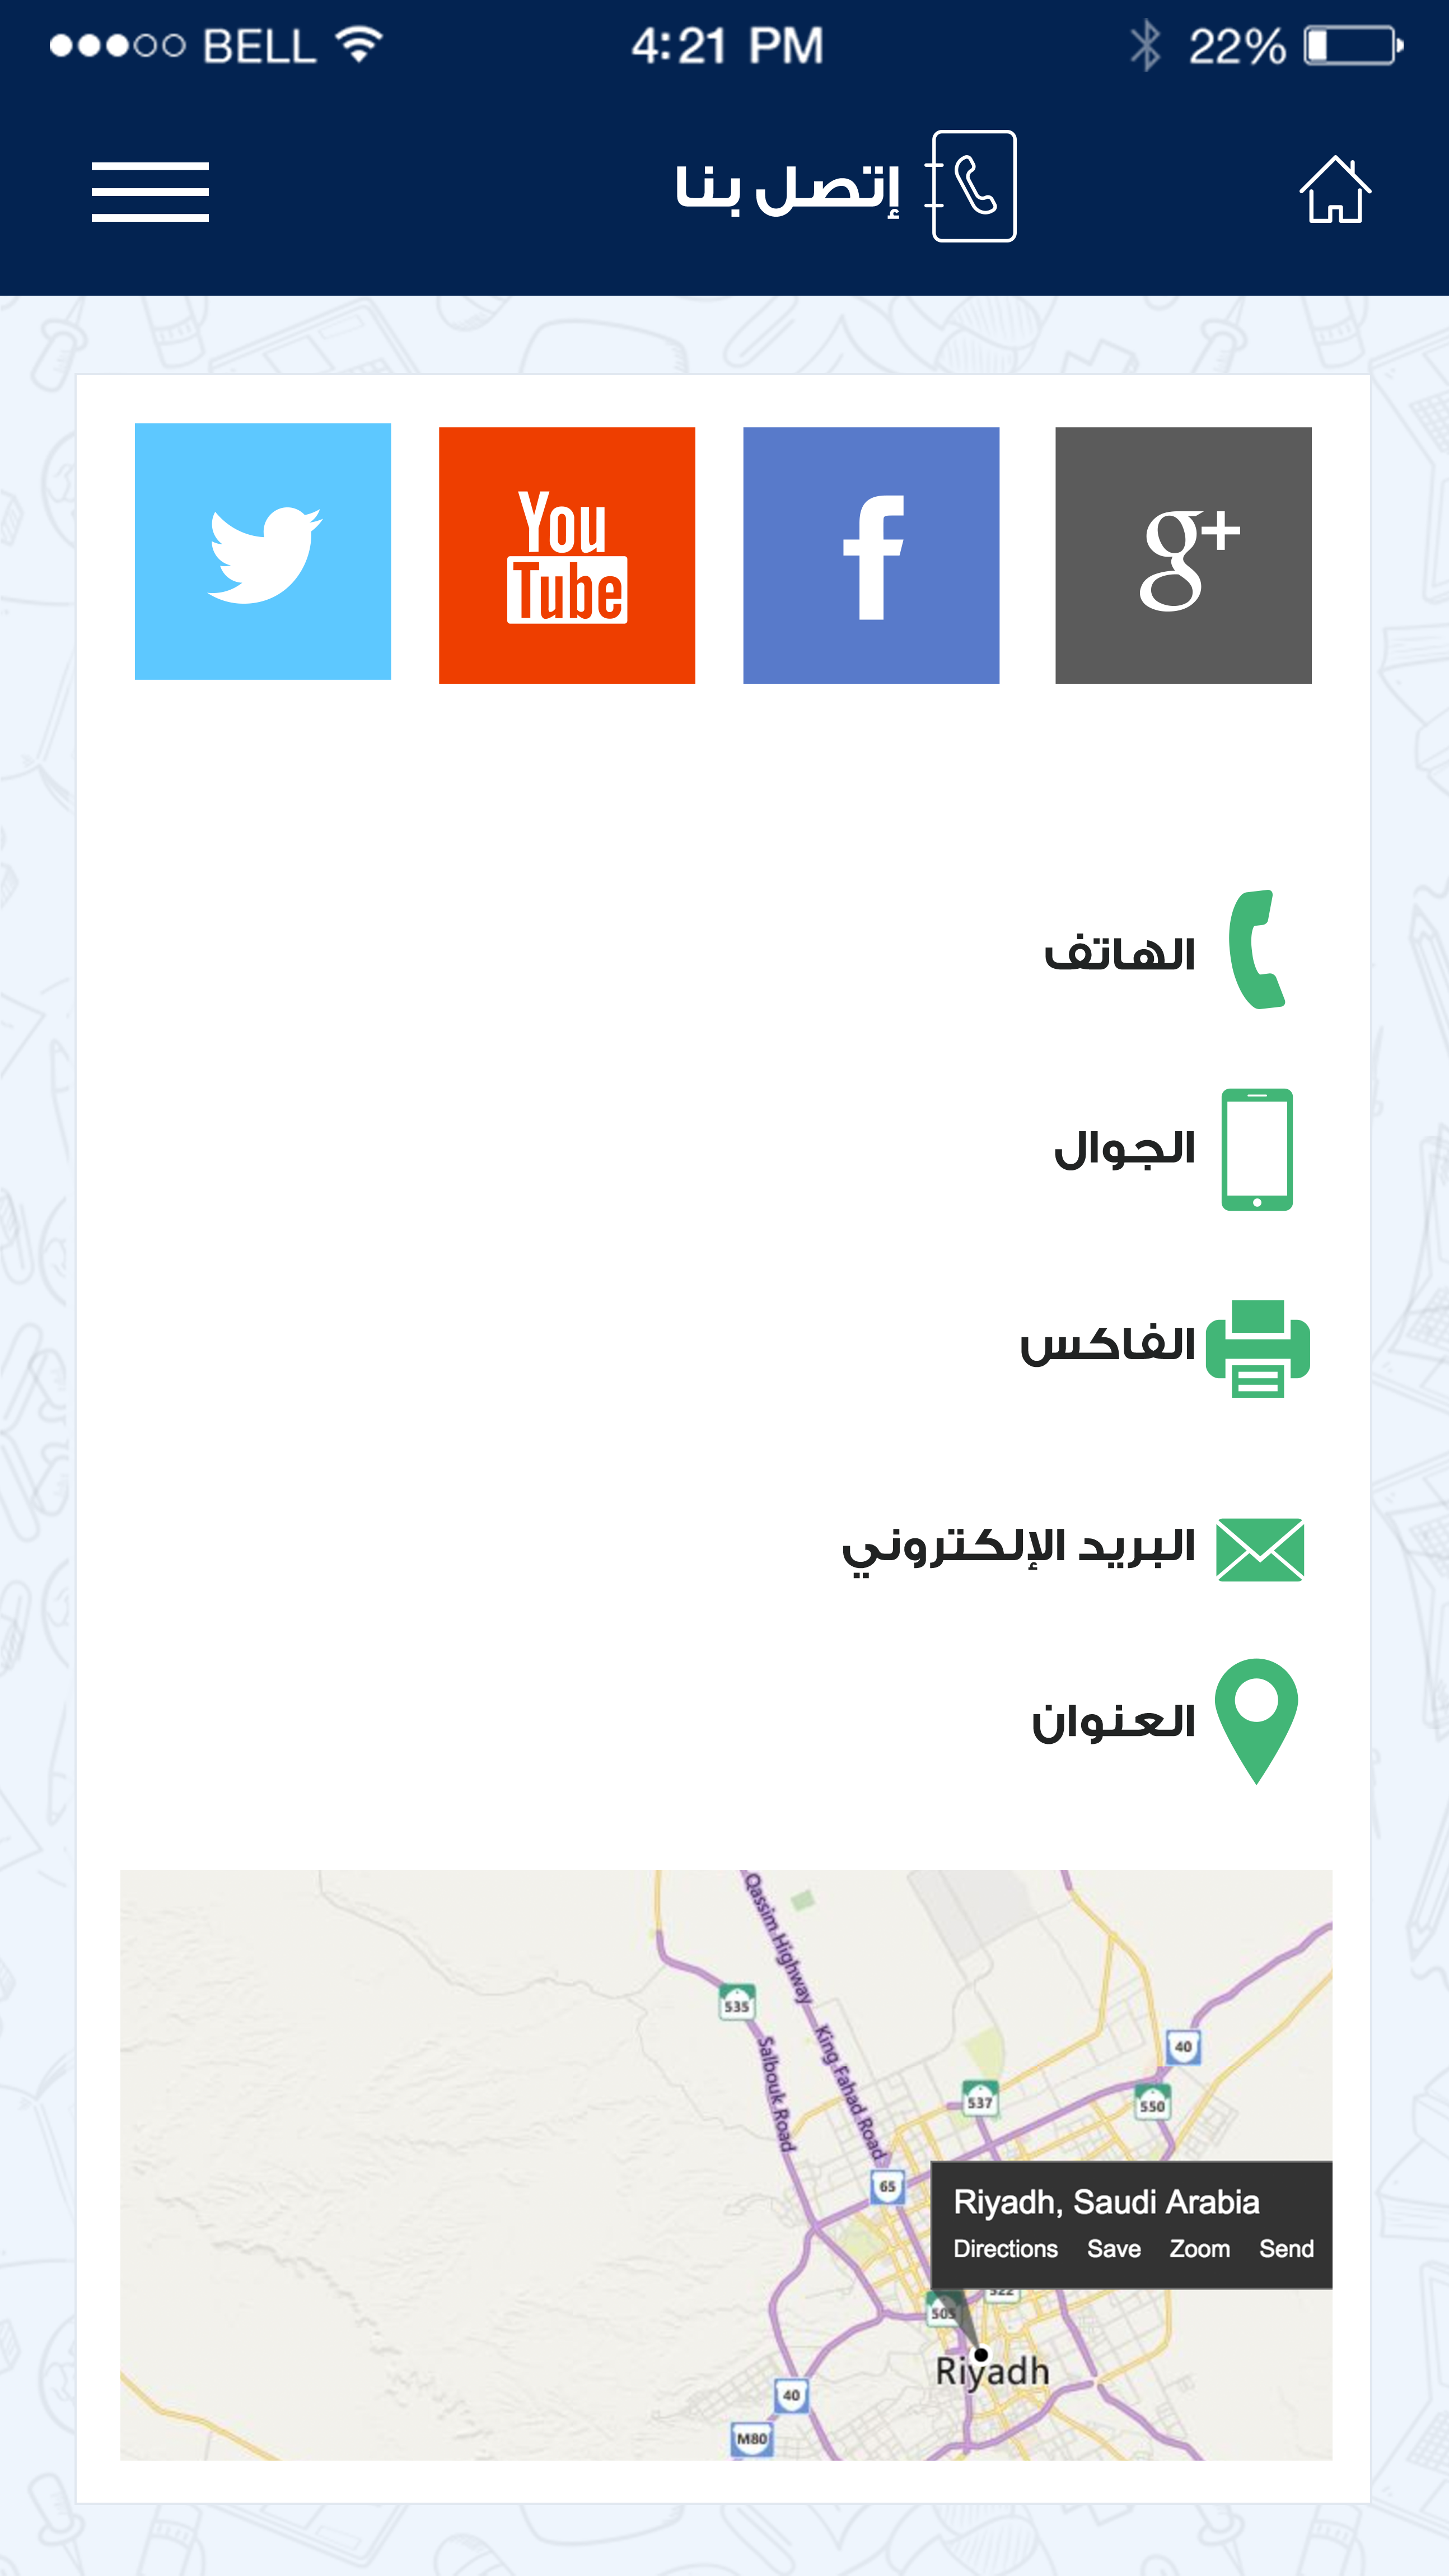 BELL 4:21 PM 22%
إتصل بنا
You
Tube
f
g+
الهاتف
الجوال
الفاكس
البريد الإلكتروني
العنوان
Qassim Highway
535
King Fahad Road
Salbouk Road
40
537
550
65
Riyadh, Saudi Arabia
Directions Save Zoom Send
522
505
Riyadh
40
M80